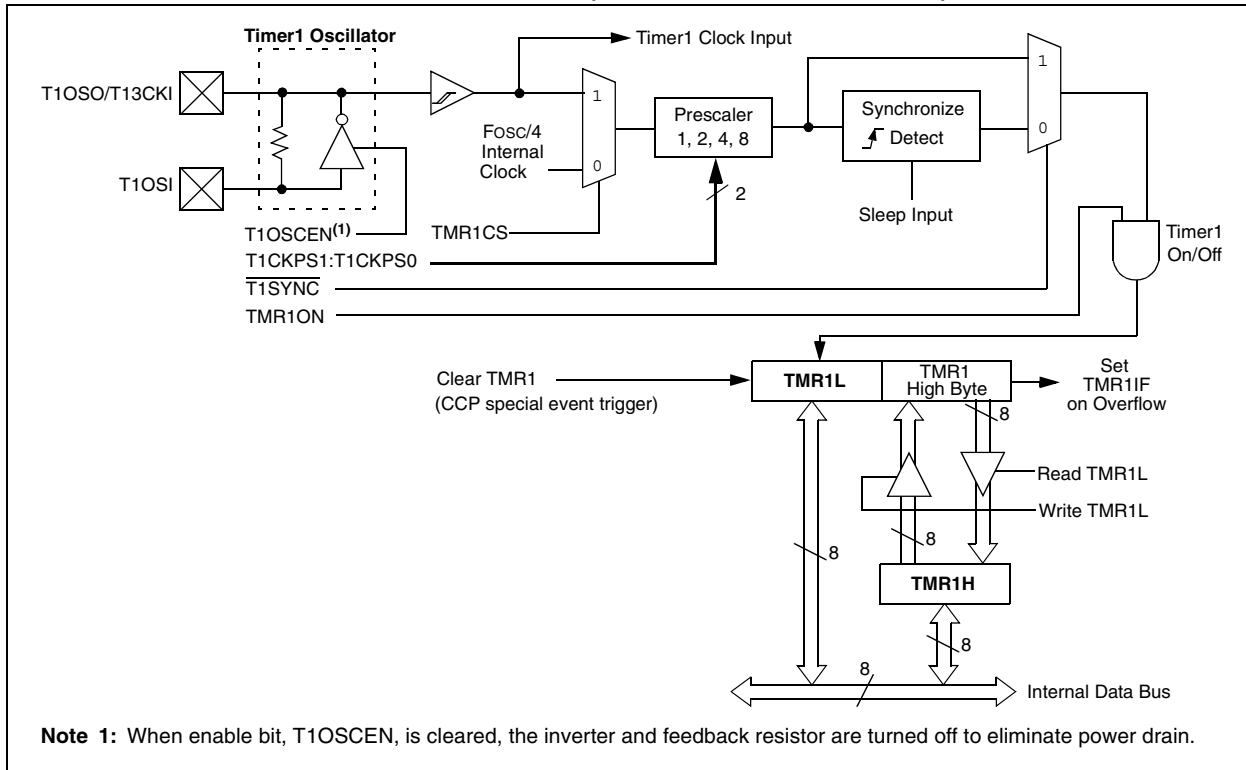 Timer1 Oscillator
Timer1 Clock Input
T1OSO/T13CKI
1
FOSC/4
Internal
Clock
0
Prescaler
1, 2, 4, 8
Synchronize
Detect
1
0
T1OSI
2
Sleep Input
T1OSCEN(1)
TMR1CS
Timer1
On/Off
T1CKPS1:T1CKPS0
T1SYNC
TMR1ON
Clear TMR1
(CCP special event trigger)
TMR1L
TMR1
High Byte
Set
TMR1IF
on Overflow
8
Read TMR1L
Write TMR1L
8
8
TMR1H
8
8
Internal Data Bus
Note 1: When enable bit, T1OSCEN, is cleared, the inverter and feedback resistor are turned off to eliminate power drain.